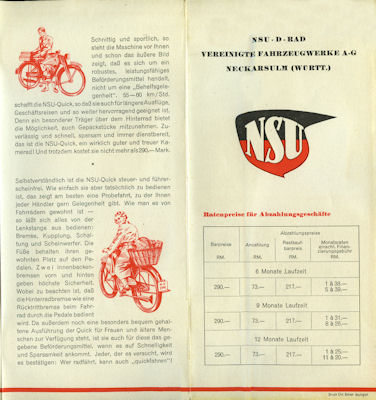 Schnittig und sportlich, so
steht die Maschine vor Ihnen
und schon das äußere Bild
zeigt, daß es sich um ein
robustes, leistungsfähiges
Beförderungsmittel handelt,
nicht um eine „Behelfsgele-
genheit“. 55—60 km/Std.
schafft die NSU-Quick, so daß sie auch für längere Ausflüge,
Geschäftsreisen und so weiter hervorragend geeignet ist.
Denn ein besonderer Träger über dem Hinterrad bietet
die Möglichkeit, auch Gepäckstücke mitzunehmen. Zu-
verlässig und schnell, sparsam und immer dienstbereit,
das ist die NSU-Quick, ein wirklich guter und treuer Ka-
merad! Und trotzdem kostet sie nicht mehr als 290.— Mark.
*
Selbstverständlich ist die NSU-Quick steuer- und führer-
scheinfrei. Wie einfach sie aber tatsächlich zu bedienen
ist, das zeigt am besten eine Probefahrt, zu der Ihnen
jeder Händler gern Gelegenheit gibt. Wie man es von
Fahrrädern gewohnt ist —
so läßt sich alles von der
Lenkstange aus bedienen:
Bremse, Kupplung, Schal-
tung und Scheinwerfer. Die
Füße behalten ihren ge-
wohnten Platz auf den Pe-
dalen. Zwei Innenbacken-
bremsen vorn und hinten
geben höchste Sicherheit.
Wobei zu beachten ist, daß
die Hinterradbremse wie eine
Rücktrittbremse beim Fahr-
rad durch die Pedale bedient
wird. Da außerdem noch eine besonders bequem gehal-
tene Ausführung der Quick für Frauen und ältere Men-
schen zur Verfügung steht, ist sie auch für diese das ge-
gebene Beförderungsmittel, wenn es auf Schnelligkeit
und Sparsamkeit ankommt. Jeder, der es versucht, wird
es bestätigen: Wer radfährt, kann auch „quickfahren“!
NSU-D-RAD
VEREINIGTE FAHRZEUGWERKE A-G
NECKARSULM (WÜRTT.)
NSU
Ratenpreise für Abzahlungsgeschäfte
Abzahlungspreise
Barpreise Anzahlung Restkauf-barpreis Monatsraten einschl. Finan-zierungsgebühr
RM. RM. RM. RM.
6 Monate Laufzeit
290.— 73.— 217.— 1 à 38.— 5 à 39.—
9 Monate Laufzeit
290.— 73.— 217.— 1 à 31.— 8 à 26.—
12 Monate Laufzeit
290.— 73.— 217.— 1 à 25.— 11 à 20.—